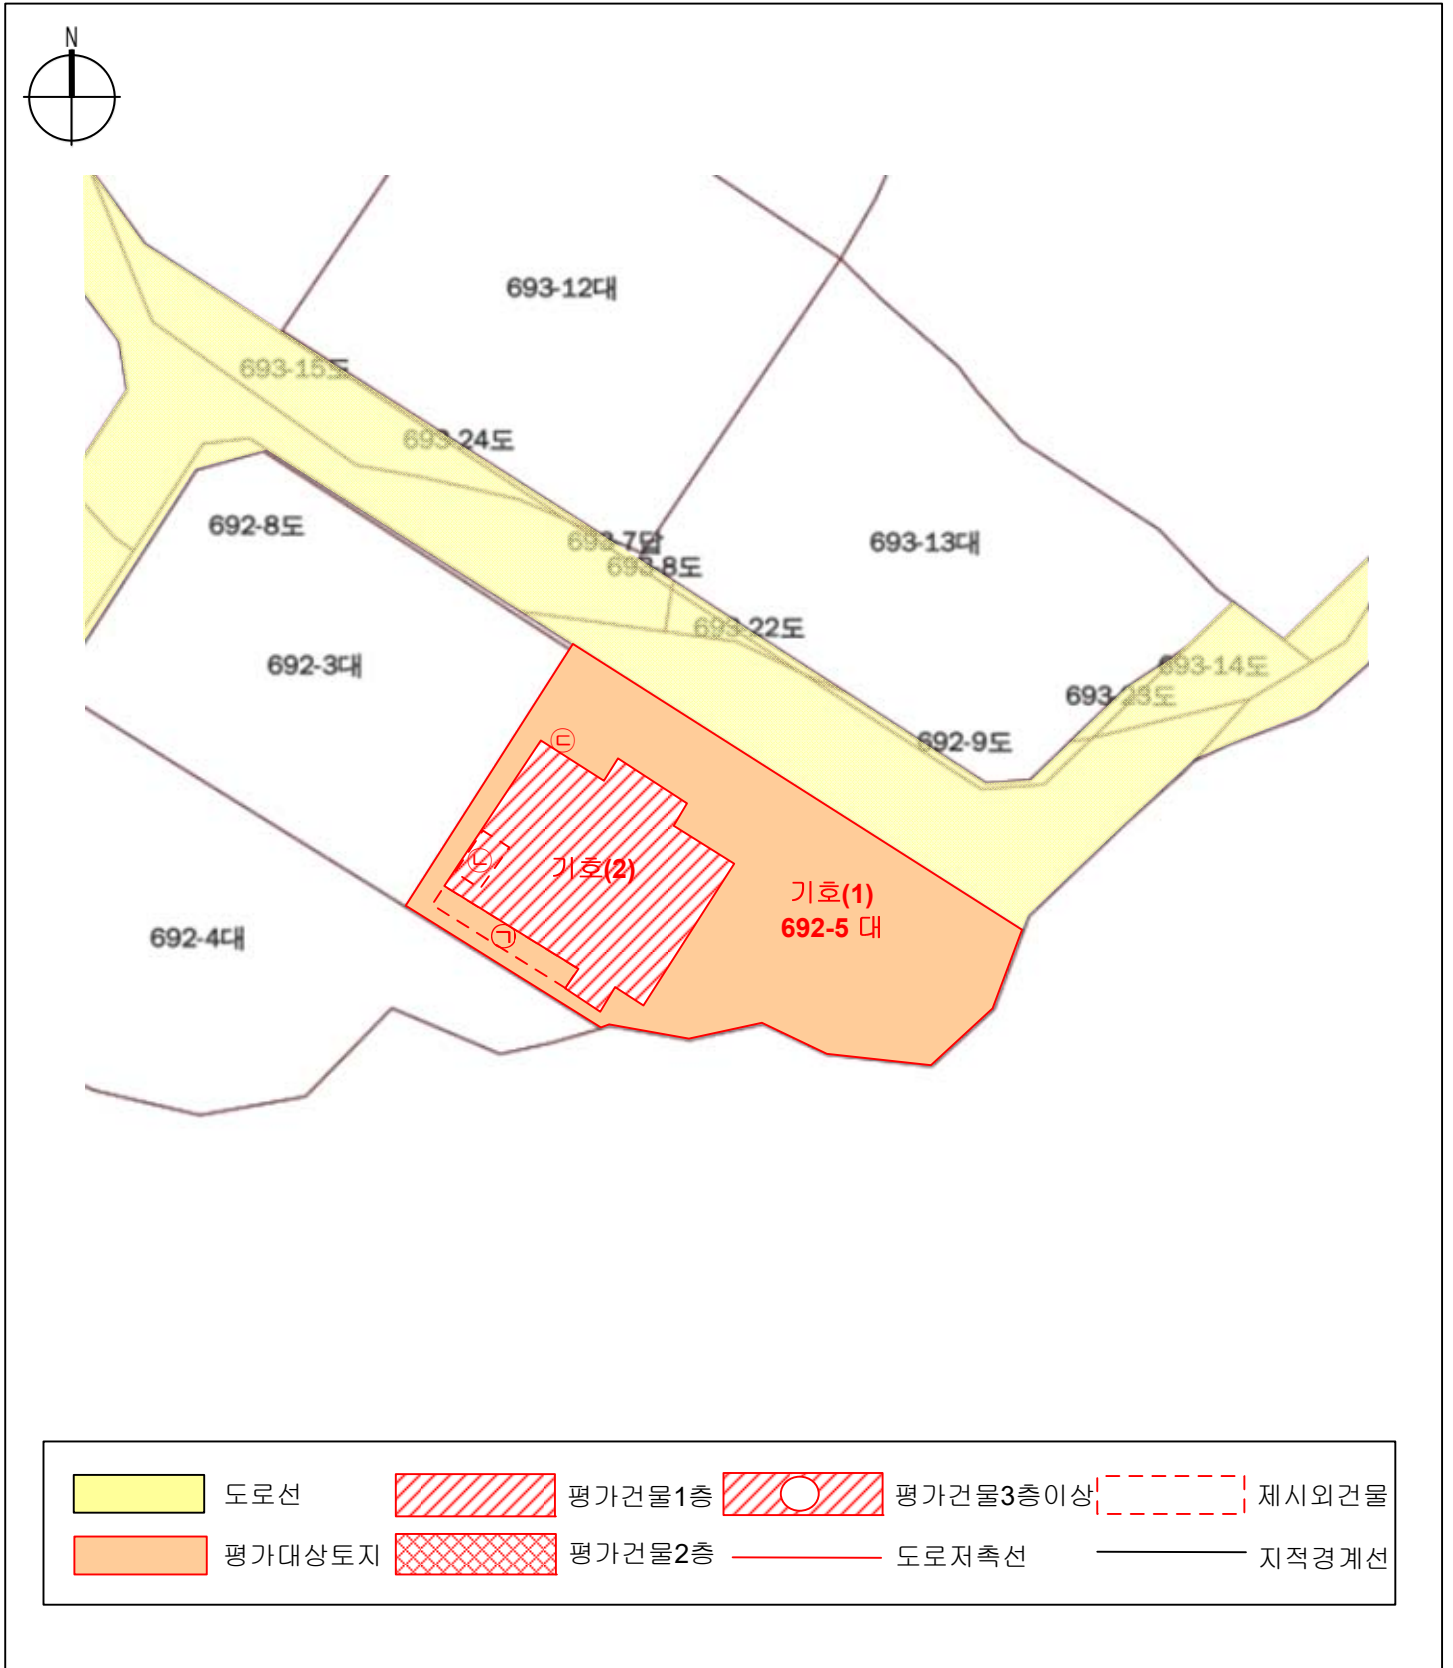 N
693-12대
693-15도
693-24도
692-8도
693-7답
693-8도
693-13대
693-22도
692-3대
693-14도
693-23도
692-9도
㉢
㉡
기호(2)
기호(1)
692-5 대
㉠
692-4대
도로선
평가건물1층
평가건물3층이상
제시외건물
평가대상토지
평가건물2층
도로저촉선
지적경계선